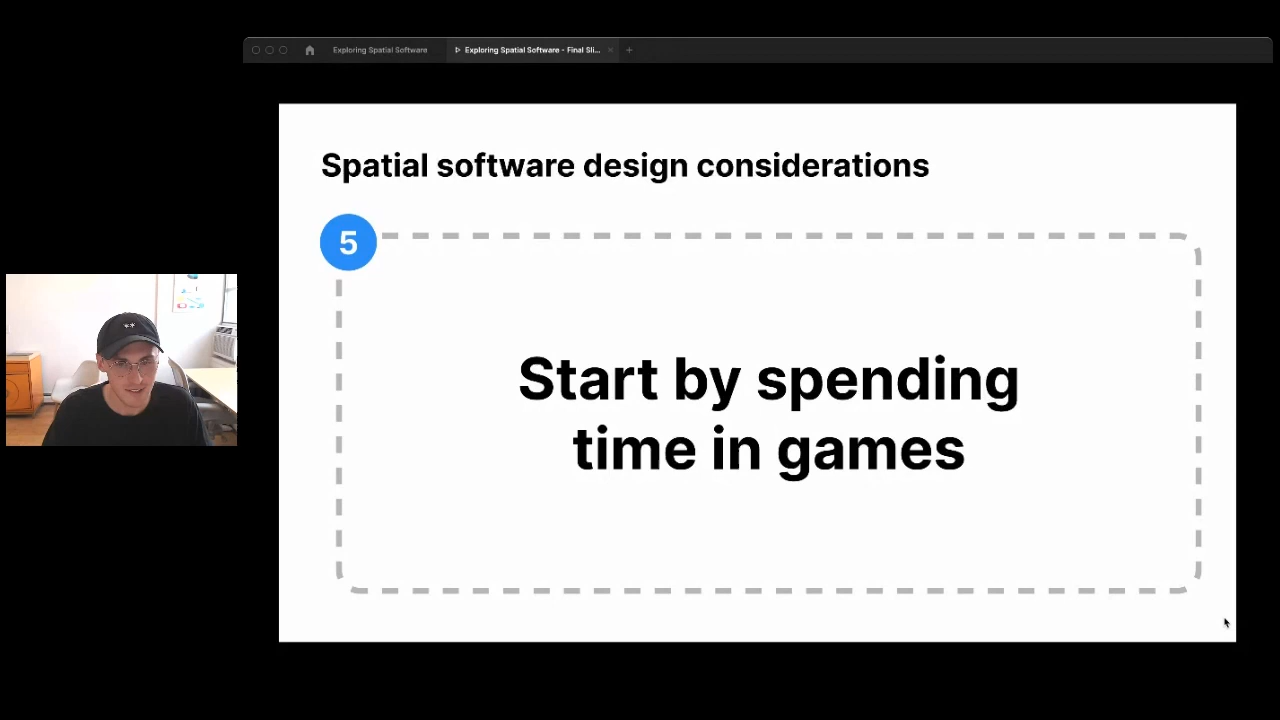 Exploring Spatial Software
Exploring Spatial Software - Final Sli...
Spatial software design considerations
5
Start by spending
time in games